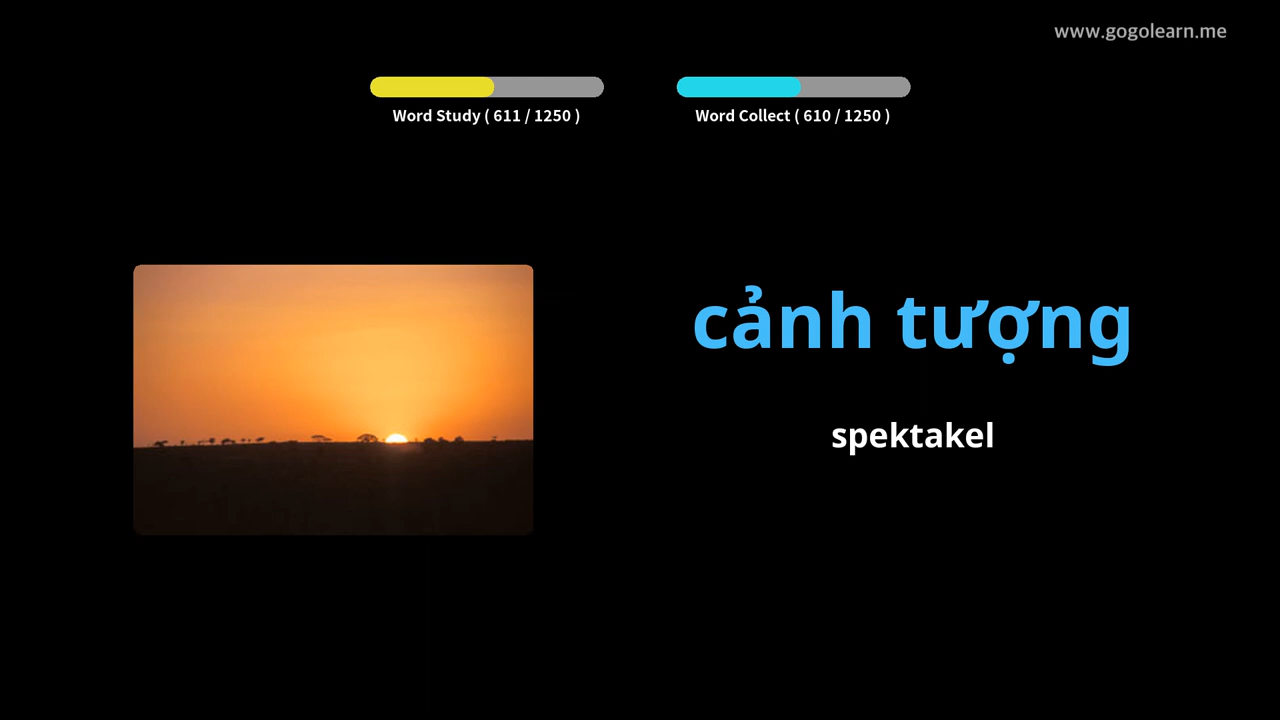 www.gogolearn.me
Word Study ( 611 / 1250 )
Word Collect ( 610 / 1250 )
cảnh tượng
spektakel